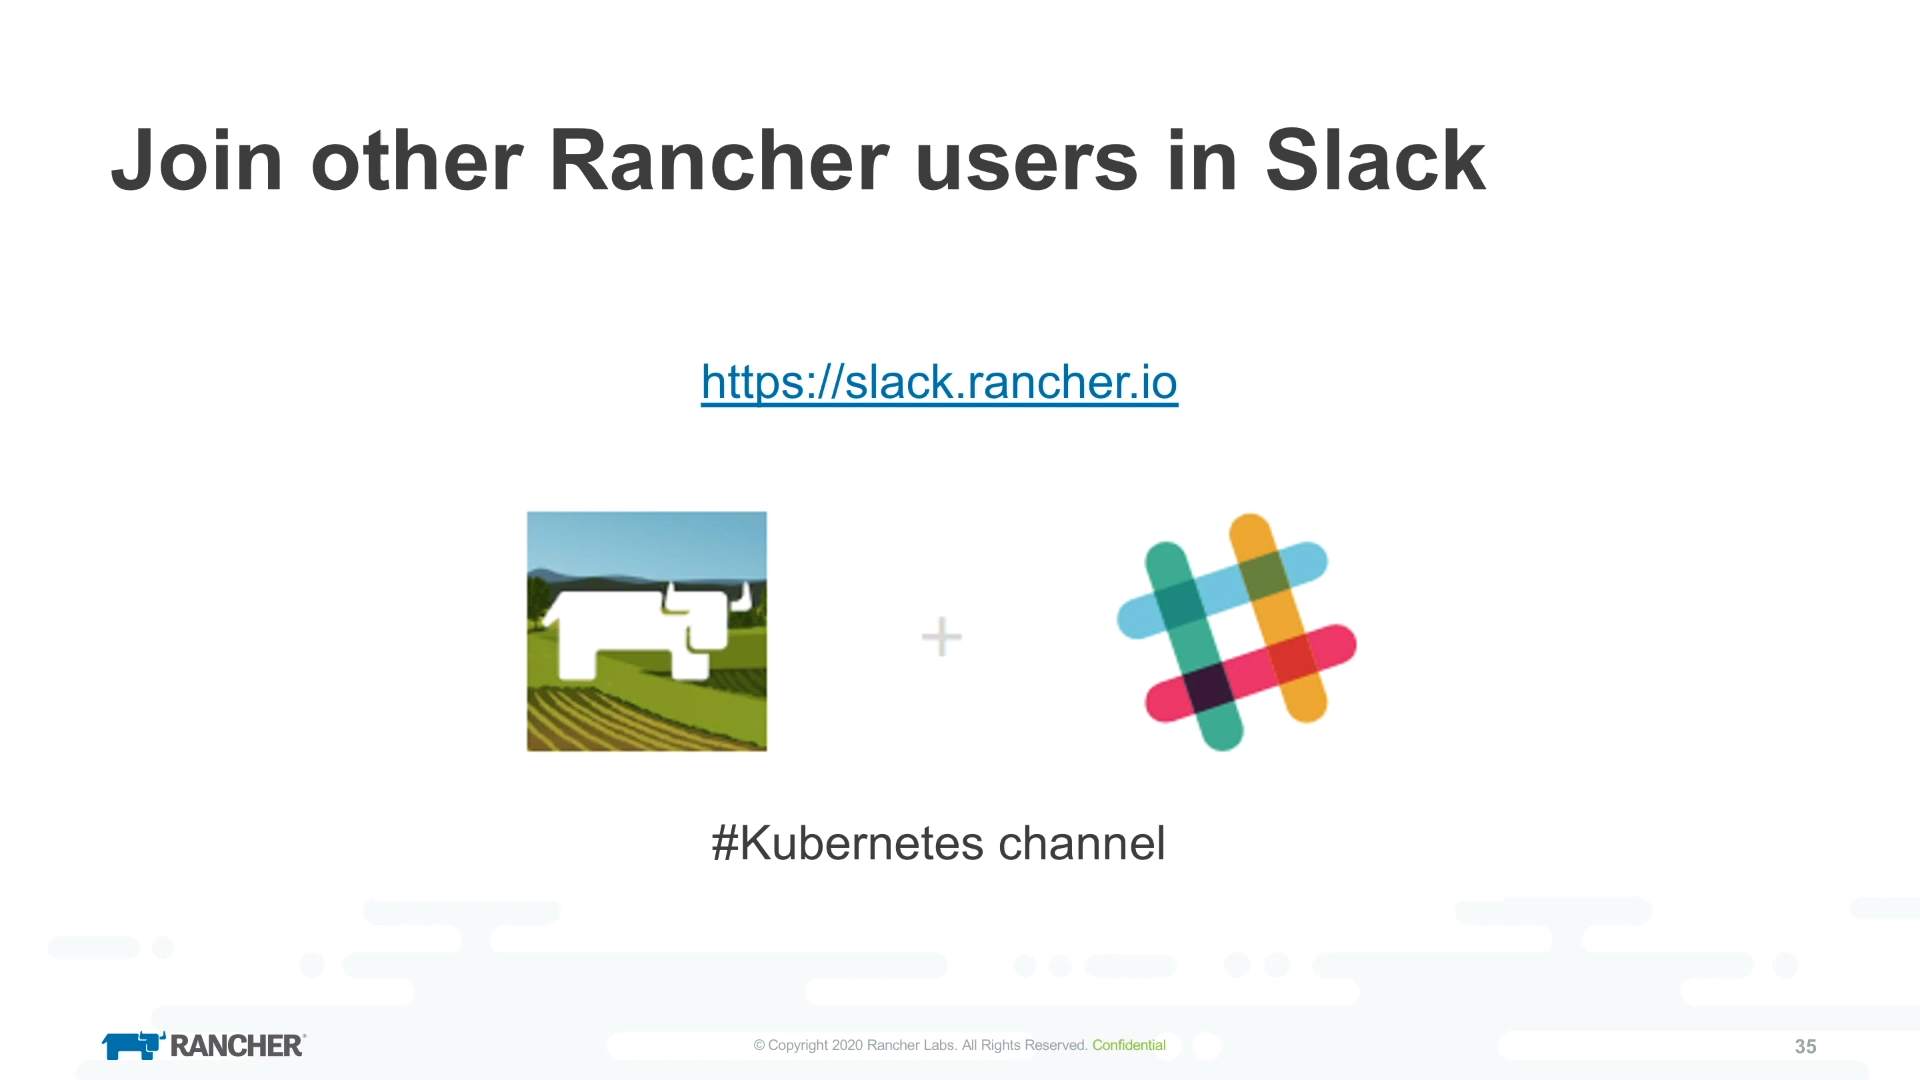 Join other Rancher users in Slack
https://slack.rancher.io
+
#Kubernetes channel
RANCHER®
© Copyright 2020 Rancher Labs. All Rights Reserved. Confidential
35